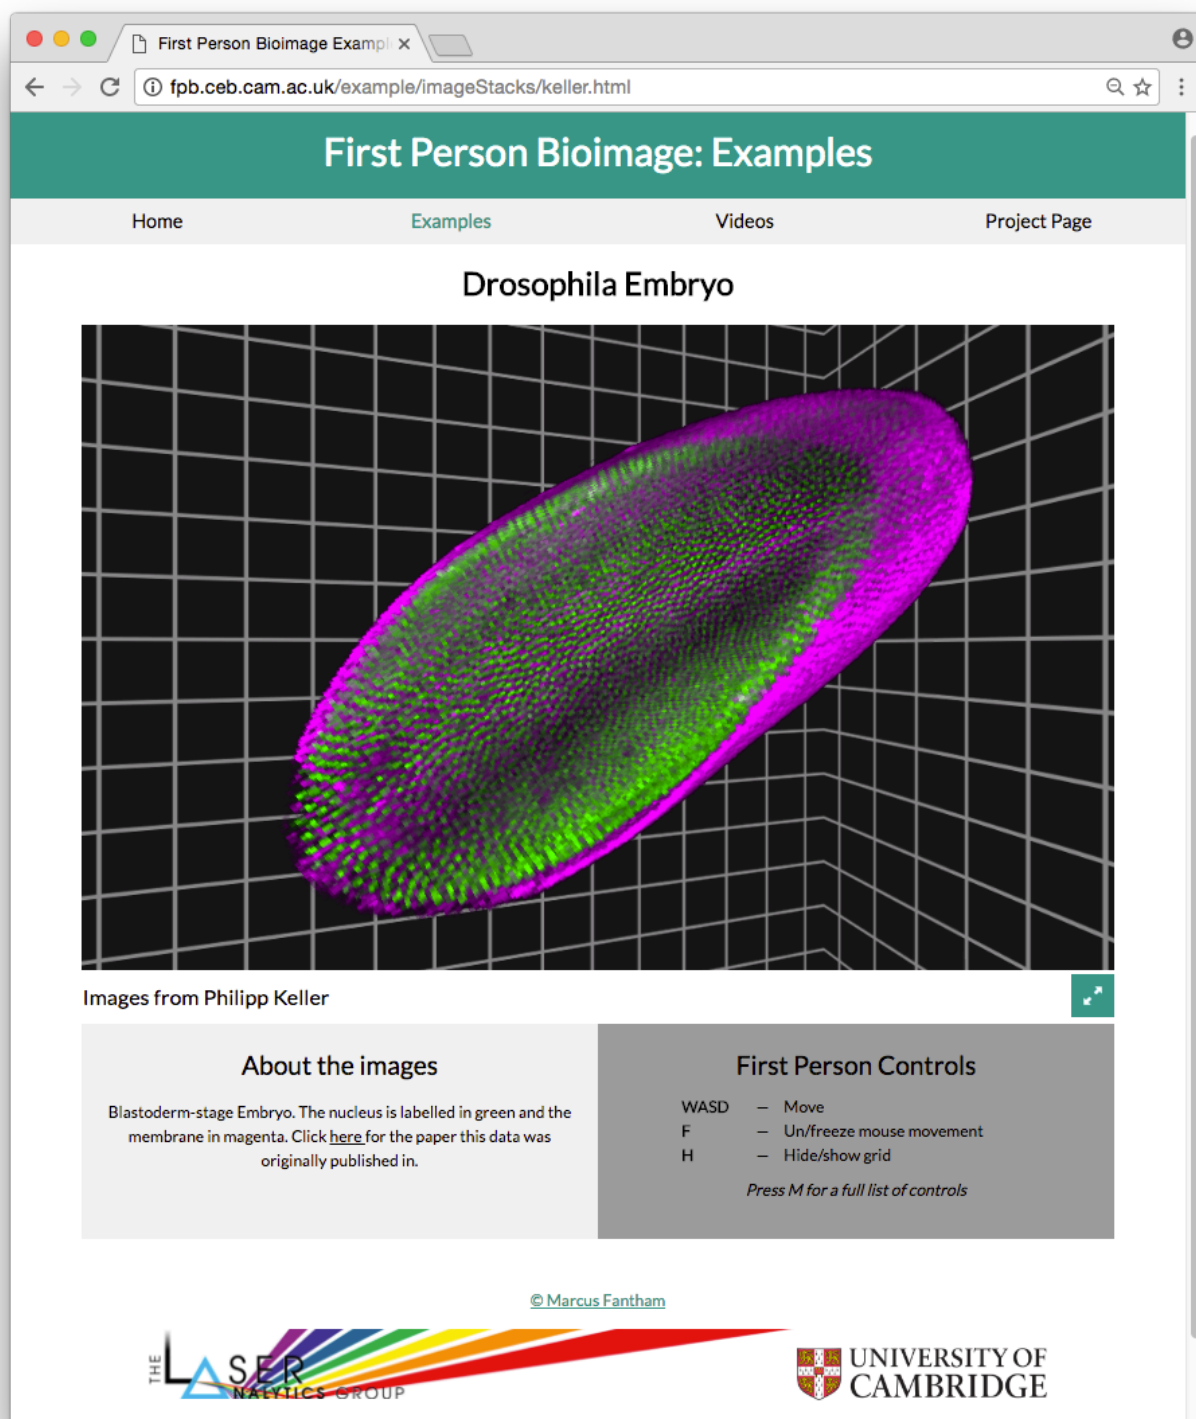 First Person Bioimage Exampl
fpb.ceb.cam.ac.uk/example/imageStacks/keller.html
First Person Bioimage: Examples
Home Examples Videos Project Page
Drosophila Embryo
Images from Philipp Keller
About the images
Blastoderm-stage Embryo. The nucleus is labelled in green and the
membrane in magenta. Click here for the paper this data was
originally published in.
First Person Controls
WASD – Move
F – Un/freeze mouse movement
H – Hide/show grid
Press M for a full list of controls
© Marcus Fantham
THE LASER
ANALYTICS GROUP
UNIVERSITY OF
CAMBRIDGE